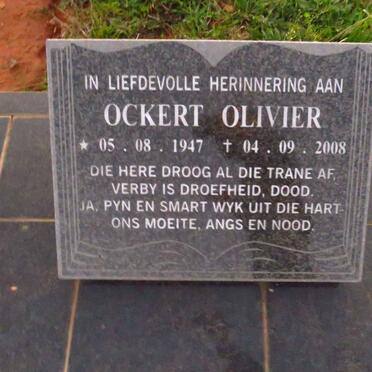 IN LIEFDEVOLLE HERINNERING AAN
OCKERT OLIVIER
★ 05 . 08 . 1947 † 04 . 09 . 2008
DIE HERE DROOG AL DIE TRANE AF,
VERBY IS DROEFHEID, DOOD.
JA, PYN EN SMART WYK UIT DIE HART-
ONS MOEITE, ANGS EN NOOD.